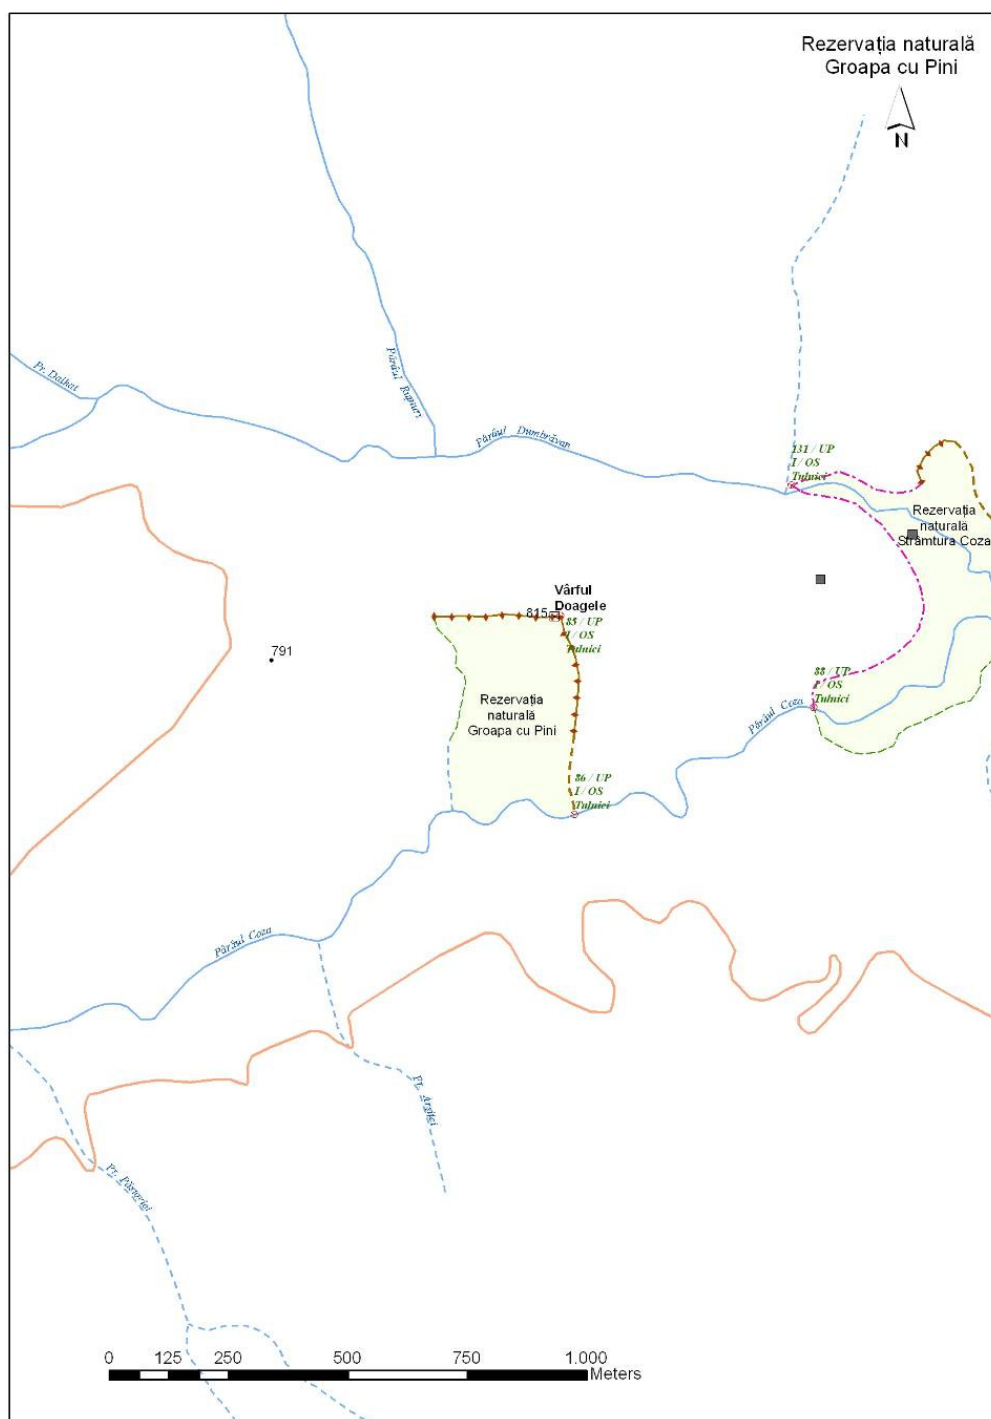 Rezervația naturală
Groapa cu Pini
N
Pr. Dalhat
Pârâul Dumbrăvan
131 / UP
I / OS
Tulnici
Rezervația
naturală
Strâmtura Coza
Vârful
Doagele
815
85 / UP
I / OS
Tulnici
791
88 / UP
I / OS
Tulnici
Rezervația
naturală
Groapa cu Pini
Pârâul Coza
86 / UP
I / OS
Tulnici
Pârâul Coza
Pr. Argitei
0 125 250 500 750 1.000
Meters